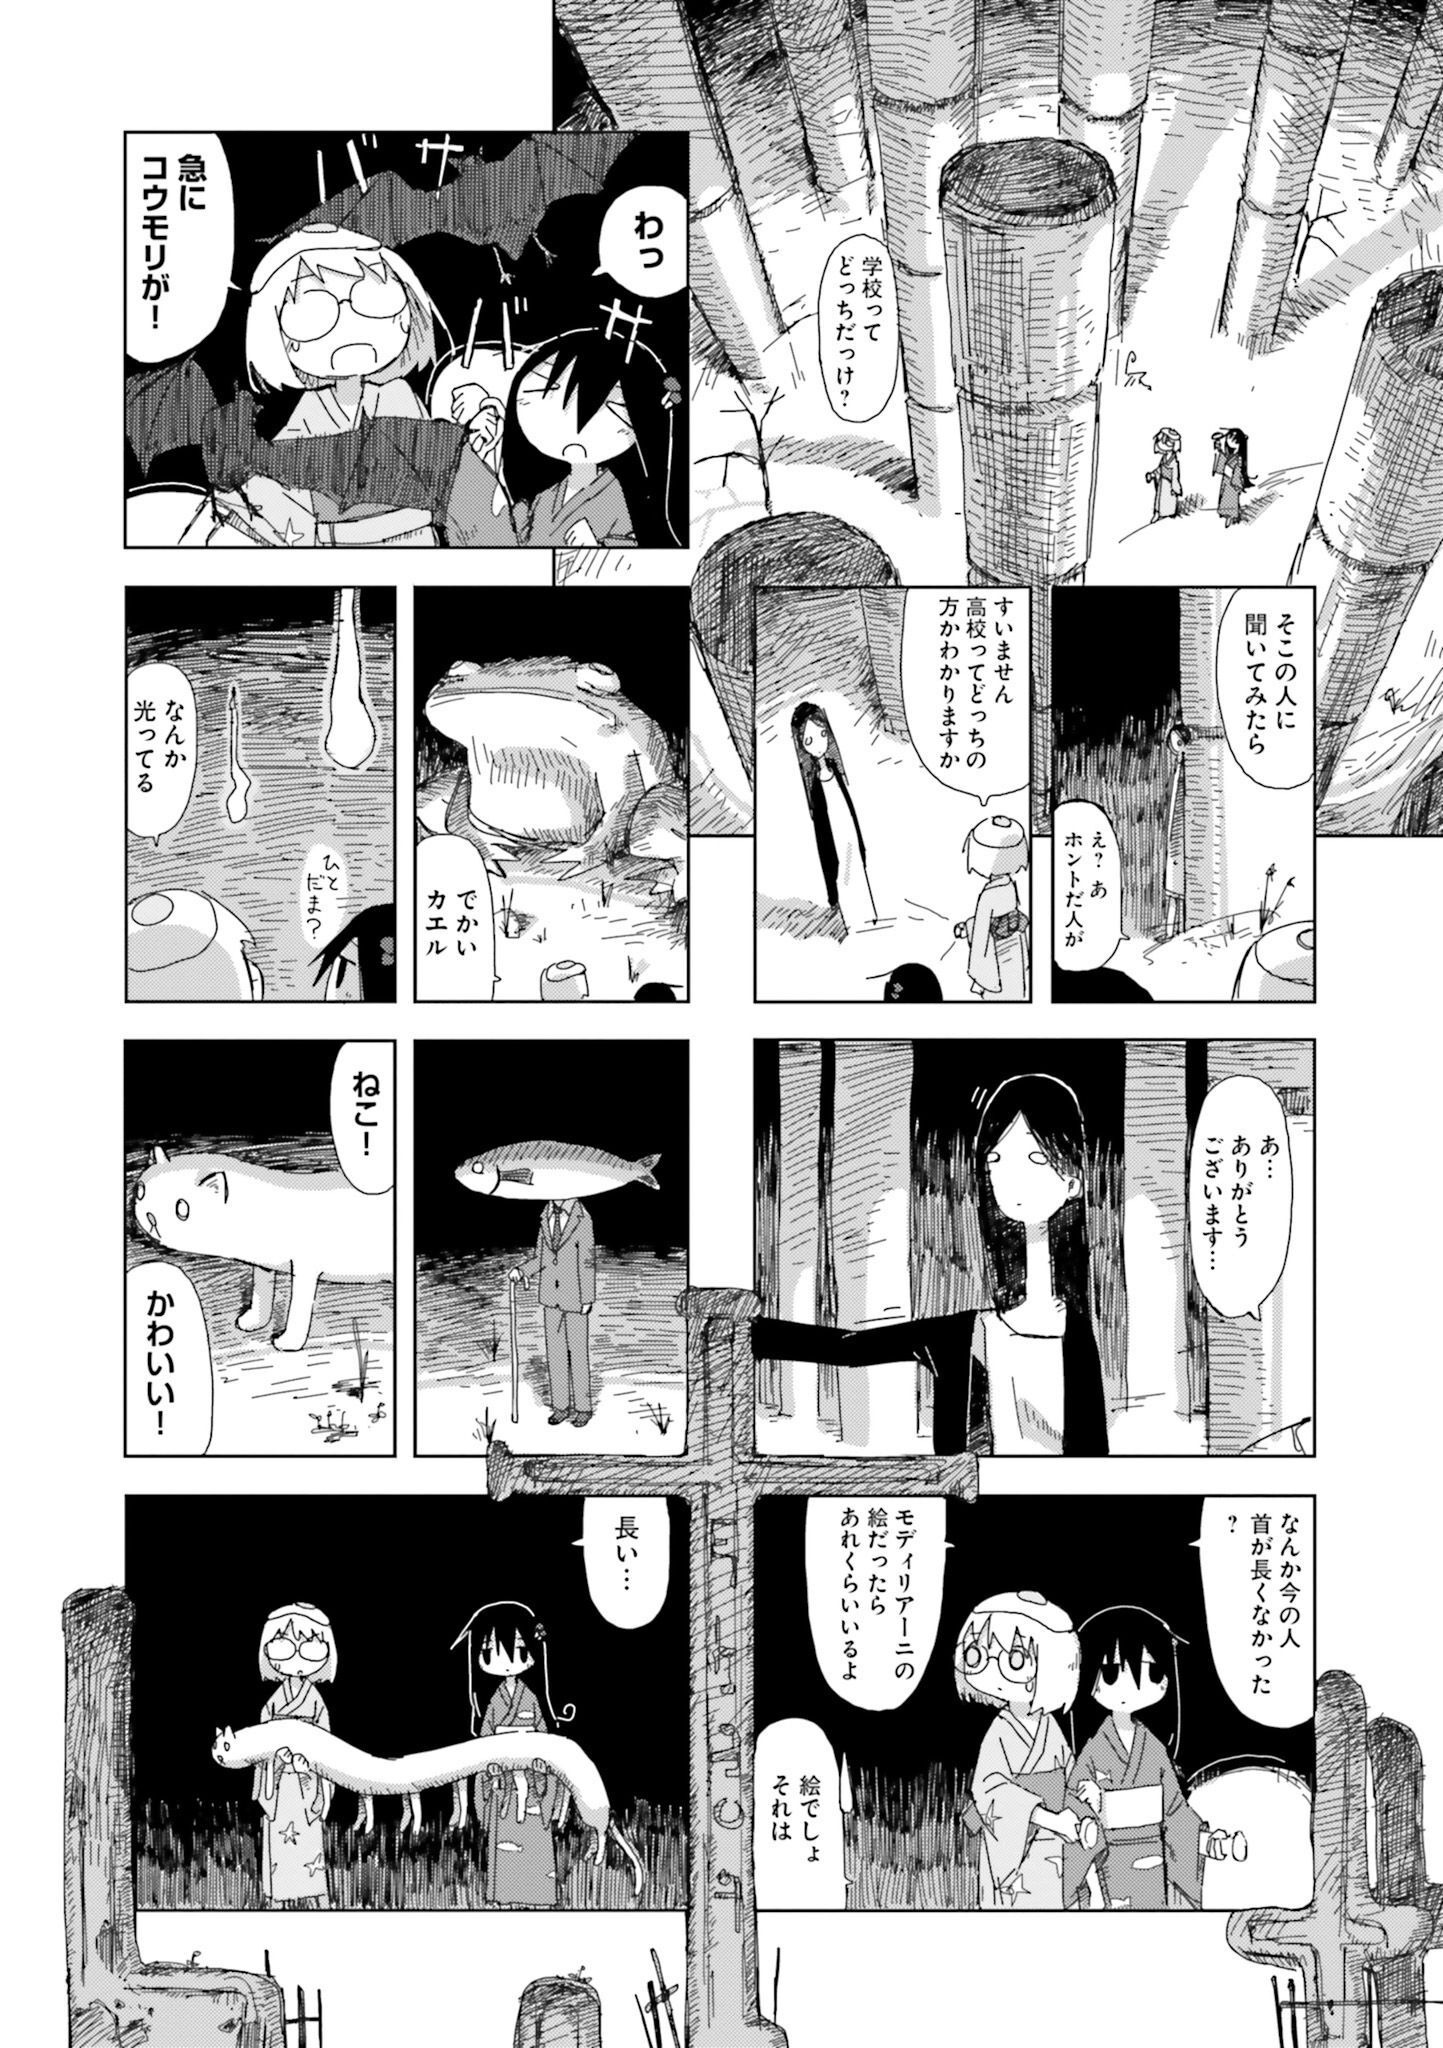 学校って
どっちだっけ？
そこの人に
聞いてみたら
え？あ
ホントだ人が
すいません
高校ってどっちの
方かわかりますか
あ…
ありがとう
ございます…
なんか今の人
首が長くなかった
？
モディリアーニの
絵だったら
あれくらいいるよ
絵でしょ
それは
わっ
キャ
キャ
急に
コウモリが！
でかい
カエル
なんか
光ってる
ひと
だま？
ねこ！
かわいい！
長い…